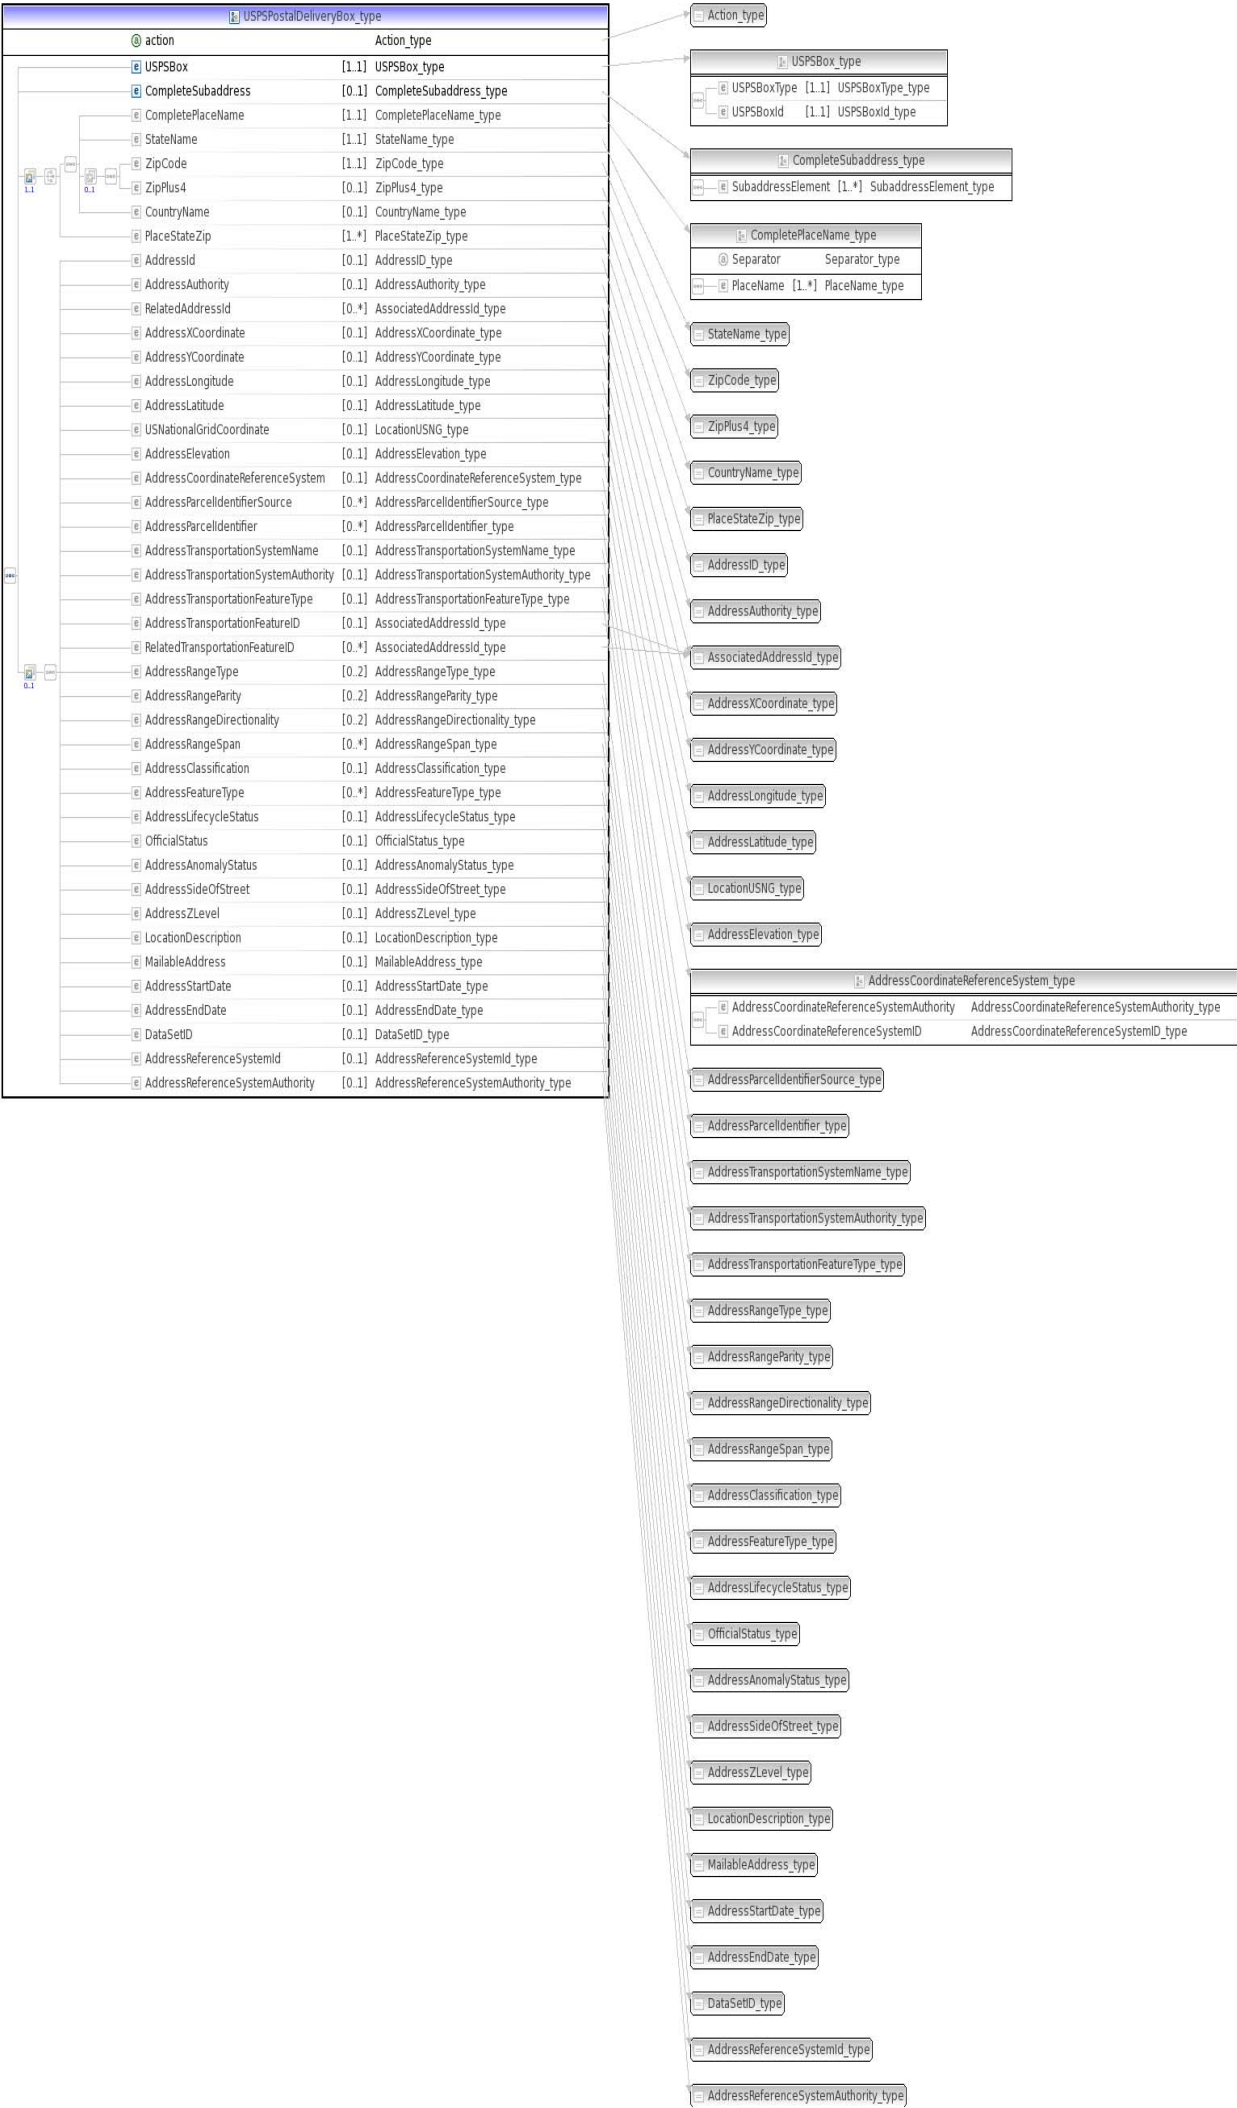 USPSPostalDeliveryBox_type
action Action_type
USPSBox [1..1] USPSBox_type
CompleteSubaddress [0..1] CompleteSubaddress_type
CompletePlaceName [1..1] CompletePlaceName_type
StateName [1..1] StateName_type
ZipCode [1..1] ZipCode_type
1..1 0..1
ZipPlus4 [0..1] ZipPlus4_type
CountryName [0..1] CountryName_type
PlaceStateZip [1..*] PlaceStateZip_type
AddressId [0..1] AddressID_type
AddressAuthority [0..1] AddressAuthority_type
RelatedAddressId [0..*] AssociatedAddressId_type
AddressXCoordinate [0..1] AddressXCoordinate_type
AddressYCoordinate [0..1] AddressYCoordinate_type
AddressLongitude [0..1] AddressLongitude_type
AddressLatitude [0..1] AddressLatitude_type
USNationalGridCoordinate [0..1] LocationUSNG_type
AddressElevation [0..1] AddressElevation_type
AddressCoordinateReferenceSystem [0..1] AddressCoordinateReferenceSystem_type
AddressParcelIdentifierSource [0..*] AddressParcelIdentifierSource_type
AddressParcelIdentifier [0..*] AddressParcelIdentifier_type
AddressTransportationSystemName [0..1] AddressTransportationSystemName_type
AddressTransportationSystemAuthority [0..1] AddressTransportationSystemAuthority_type
AddressTransportationFeatureType [0..1] AddressTransportationFeatureType_type
AddressTransportationFeatureID [0..1] AssociatedAddressId_type
RelatedTransportationFeatureID [0..*] AssociatedAddressId_type
AddressRangeType [0..2] AddressRangeType_type
0..1
AddressRangeParity [0..2] AddressRangeParity_type
AddressRangeDirectionality [0..2] AddressRangeDirectionality_type
AddressRangeSpan [0..*] AddressRangeSpan_type
AddressClassification [0..1] AddressClassification_type
AddressFeatureType [0..*] AddressFeatureType_type
AddressLifecycleStatus [0..1] AddressLifecycleStatus_type
OfficialStatus [0..1] OfficialStatus_type
AddressAnomalyStatus [0..1] AddressAnomalyStatus_type
AddressSideOfStreet [0..1] AddressSideOfStreet_type
AddressZLevel [0..1] AddressZLevel_type
LocationDescription [0..1] LocationDescription_type
MailableAddress [0..1] MailableAddress_type
AddressStartDate [0..1] AddressStartDate_type
AddressEndDate [0..1] AddressEndDate_type
DataSetID [0..1] DataSetID_type
AddressReferenceSystemId [0..1] AddressReferenceSystemId_type
AddressReferenceSystemAuthority [0..1] AddressReferenceSystemAuthority_type
Action_type
USPSBox_type
USPSBoxType [1..1] USPSBoxType_type
USPSBoxId [1..1] USPSBoxId_type
CompleteSubaddress_type
SubaddressElement [1..*] SubaddressElement_type
CompletePlaceName_type
Separator Separator_type
PlaceName [1..*] PlaceName_type
StateName_type
ZipCode_type
ZipPlus4_type
CountryName_type
PlaceStateZip_type
AddressID_type
AddressAuthority_type
AssociatedAddressId_type
AddressXCoordinate_type
AddressYCoordinate_type
AddressLongitude_type
AddressLatitude_type
LocationUSNG_type
AddressElevation_type
AddressCoordinateReferenceSystem_type
AddressCoordinateReferenceSystemAuthority AddressCoordinateReferenceSystemAuthority_type
AddressCoordinateReferenceSystemID AddressCoordinateReferenceSystemID_type
AddressParcelIdentifierSource_type
AddressParcelIdentifier_type
AddressTransportationSystemName_type
AddressTransportationSystemAuthority_type
AddressTransportationFeatureType_type
AddressRangeType_type
AddressRangeParity_type
AddressRangeDirectionality_type
AddressRangeSpan_type
AddressClassification_type
AddressFeatureType_type
AddressLifecycleStatus_type
OfficialStatus_type
AddressAnomalyStatus_type
AddressSideOfStreet_type
AddressZLevel_type
LocationDescription_type
MailableAddress_type
AddressStartDate_type
AddressEndDate_type
DataSetID_type
AddressReferenceSystemId_type
AddressReferenceSystemAuthority_type